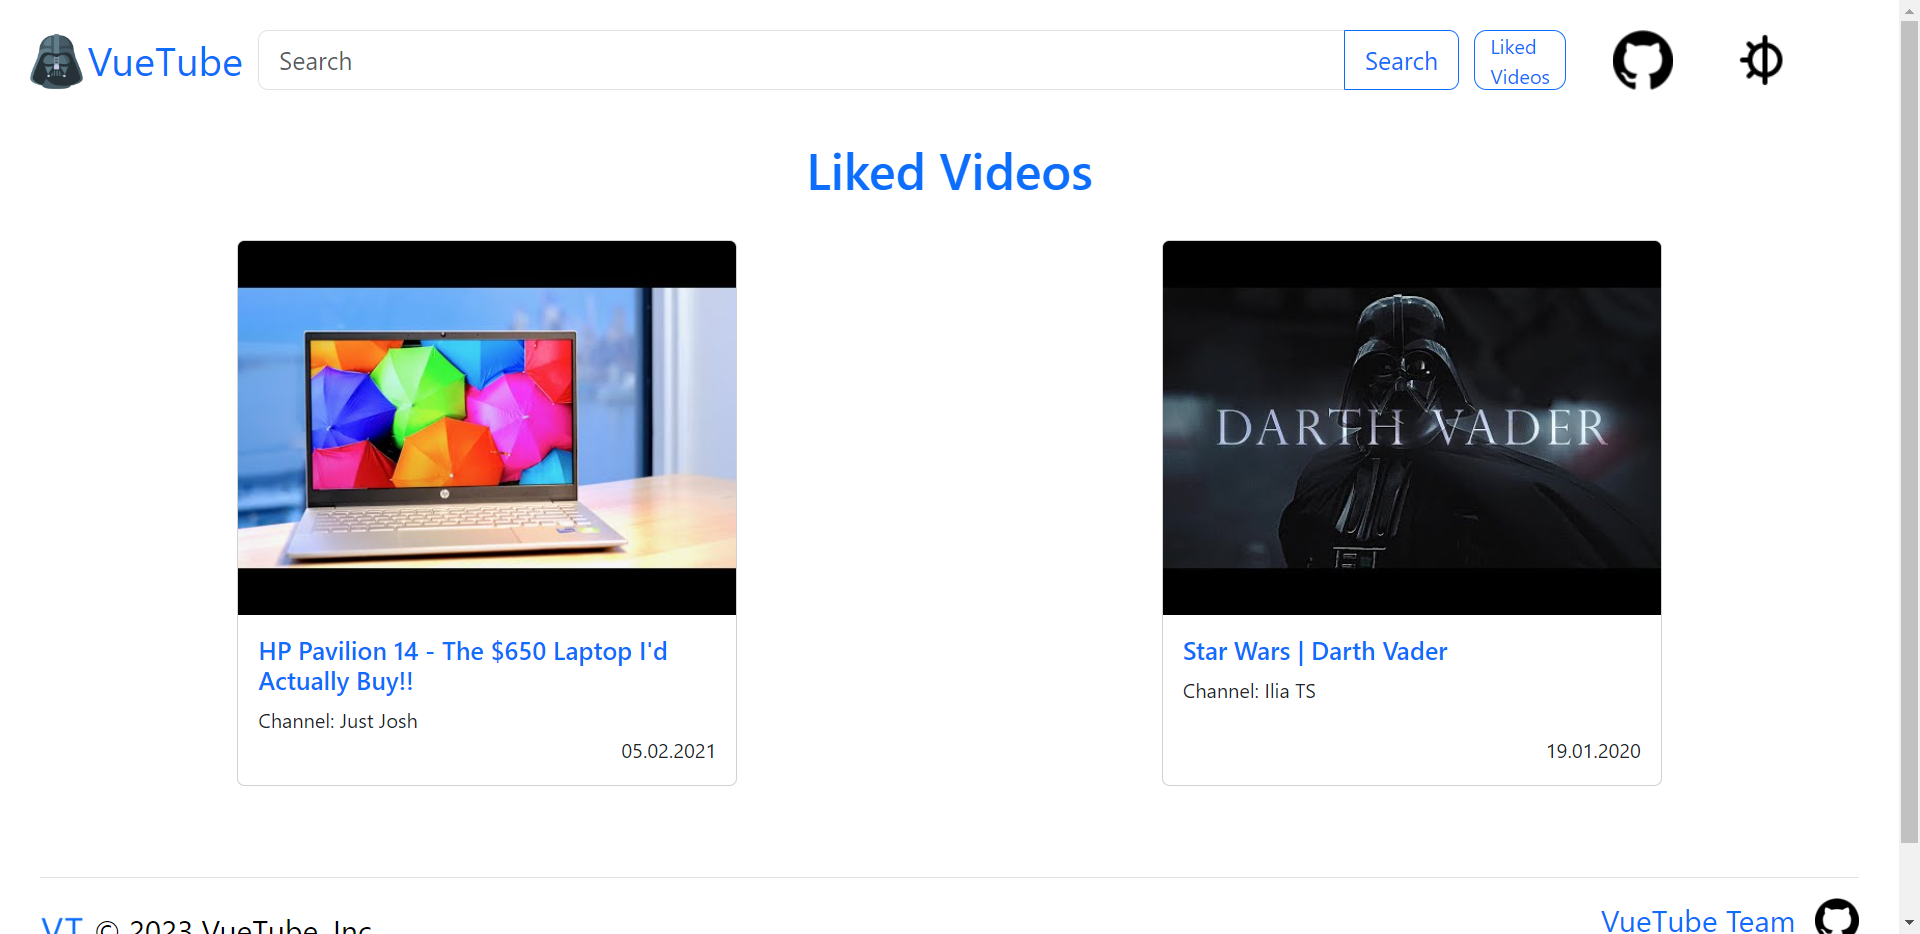 VueTube
Search
Search
Liked
Videos
Liked Videos
DARTH VADER
HP Pavilion 14 - The $650 Laptop I'd
Actually Buy!!
Channel: Just Josh
05.02.2021
Star Wars | Darth Vader
Channel: Ilia TS
19.01.2020
VT © 2023 VueTube, Inc
VueTube Team